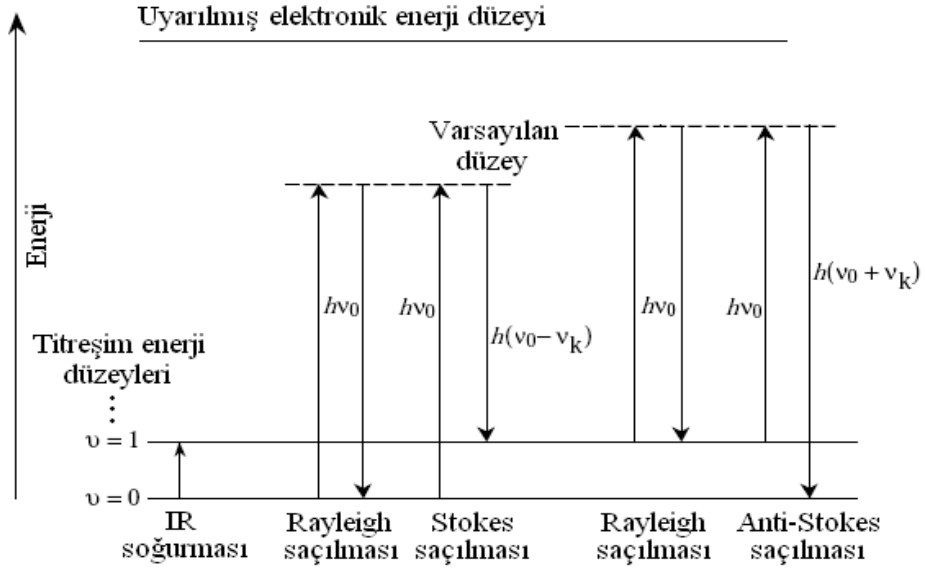 Uyarılmış elektronik enerji düzeyi
Enerji
Varsayılan
düzey
hν0
hν0
h(ν0− νk)
hν0
hν0
h(ν0 + νk)
Titreşim enerji
düzeyleri
υ = 1
υ = 0
IR
soğurması
Rayleigh
saçılması
Stokes
saçılması
Rayleigh
saçılması
Anti-Stokes
saçılması